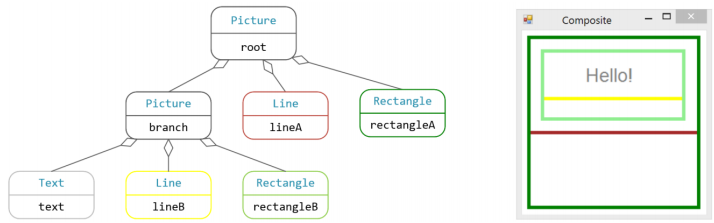 Picture
root
Picture
branch
Line
lineA
Rectangle
rectangleA
Text
text
Line
lineB
Rectangle
rectangleB
Composite
Hello!